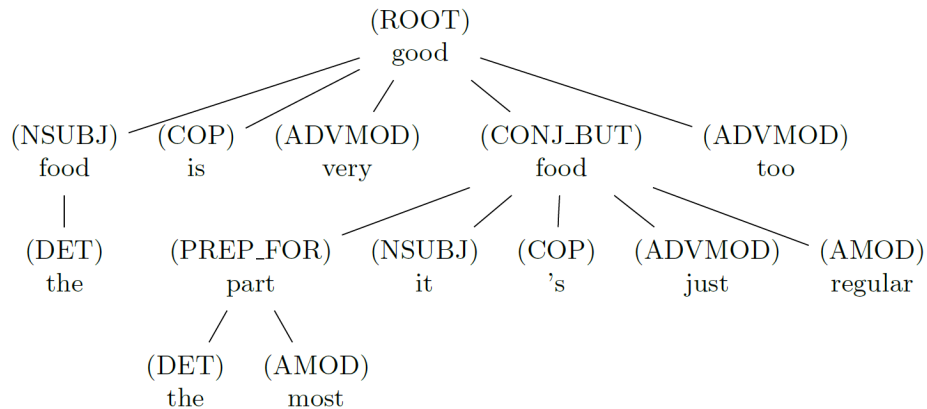 (ROOT)
good
(NSUBJ) (COP) (ADVMOD) (CONJ_BUT) (ADVMOD)
food is very food too
(DET) (PREP_FOR) (NSUBJ) (COP) (ADVMOD) (AMOD)
the part it 's just regular
(DET) (AMOD)
the most